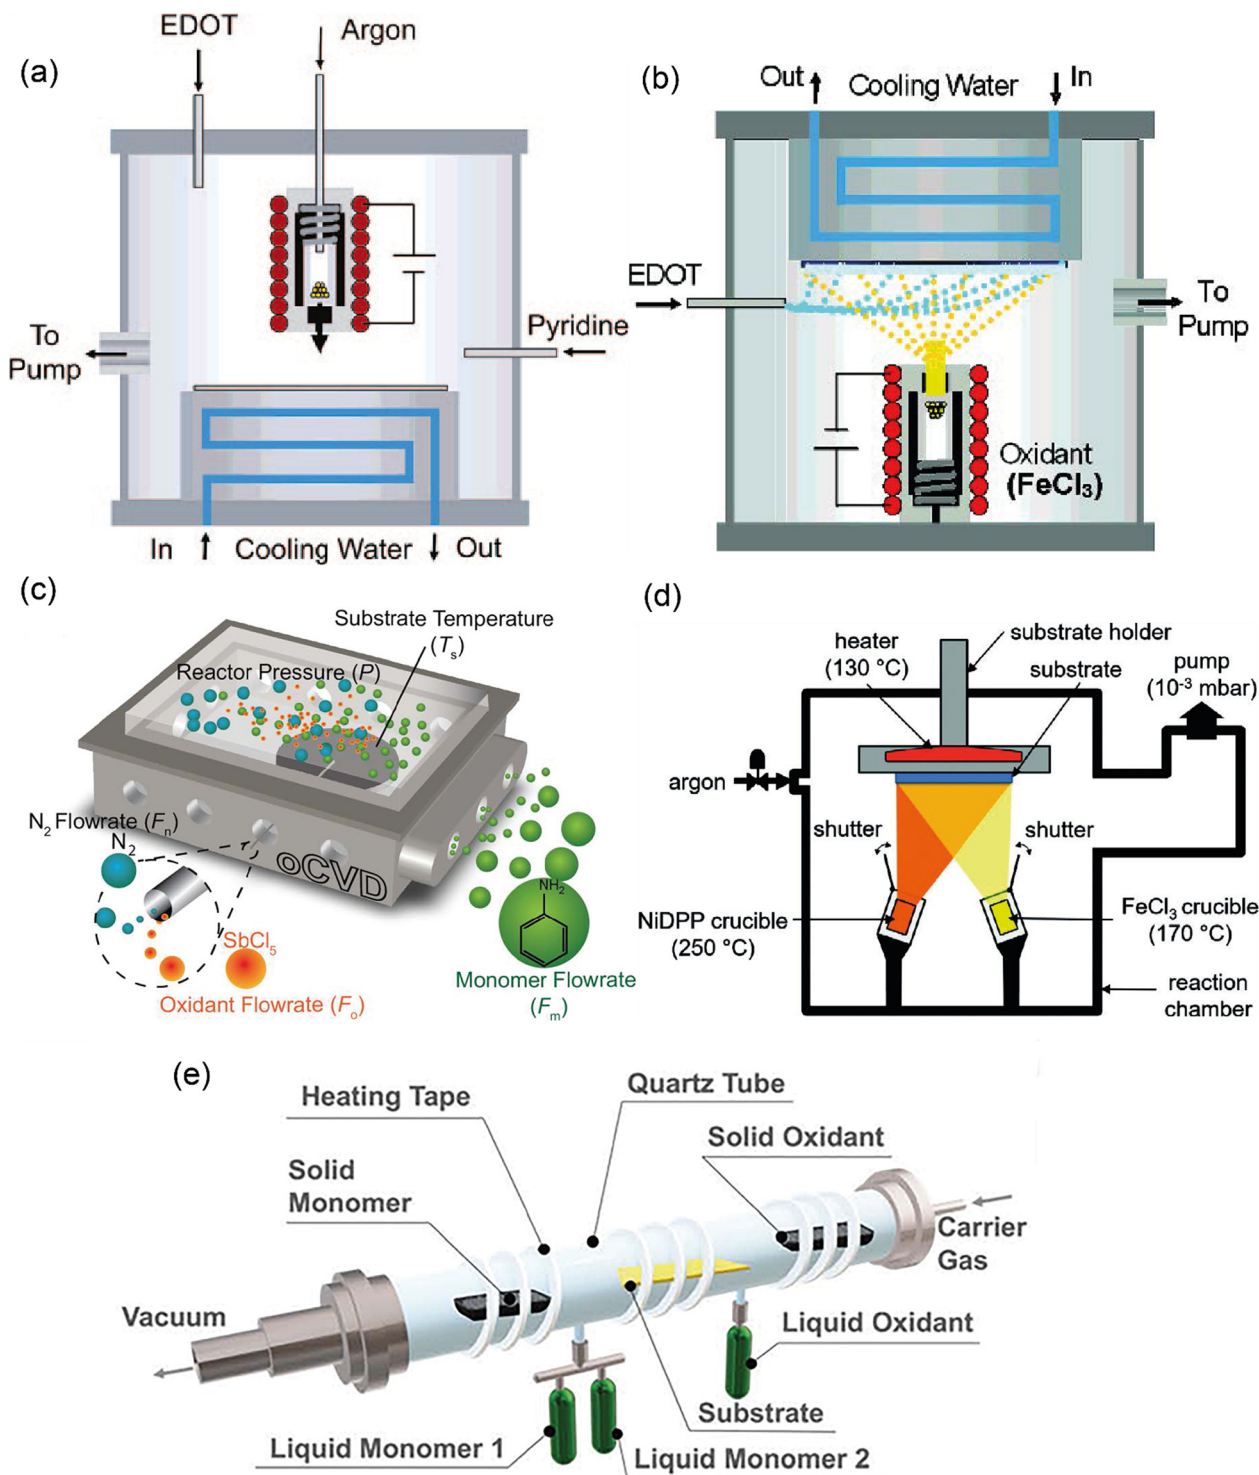 (a)
EDOT
Argon
To
Pump
Pyridine
In
Cooling Water
Out
(b)
Out
Cooling Water
In
EDOT
To
Pump
Oxidant
(FeCl3)
(c)
Substrate Temperature
(Ts)
Reactor Pressure (P)
N2 Flowrate (Fn)
N2
oCVD
SbCl5
Oxidant Flowrate (Fo)
NH2
Monomer Flowrate
(Fm)
(d)
heater
(130 °C)
substrate holder
substrate
pump
(10-3 mbar)
argon
shutter
shutter
NiDPP crucible
(250 °C)
FeCl3 crucible
(170 °C)
reaction
chamber
(e)
Heating Tape
Quartz Tube
Solid
Monomer
Solid Oxidant
Carrier
Gas
Vacuum
Liquid Oxidant
Substrate
Liquid Monomer 1
Liquid Monomer 2